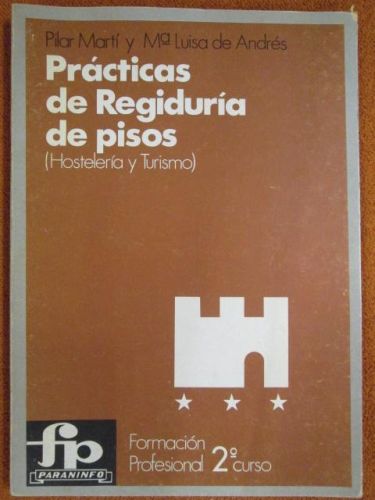 Pilar Martí y Mª Luisa de Andrés
Prácticas
de Regiduría
de pisos
(Hostelería y Turismo)
fp
PARANINFO
Formación
Profesional 2º curso